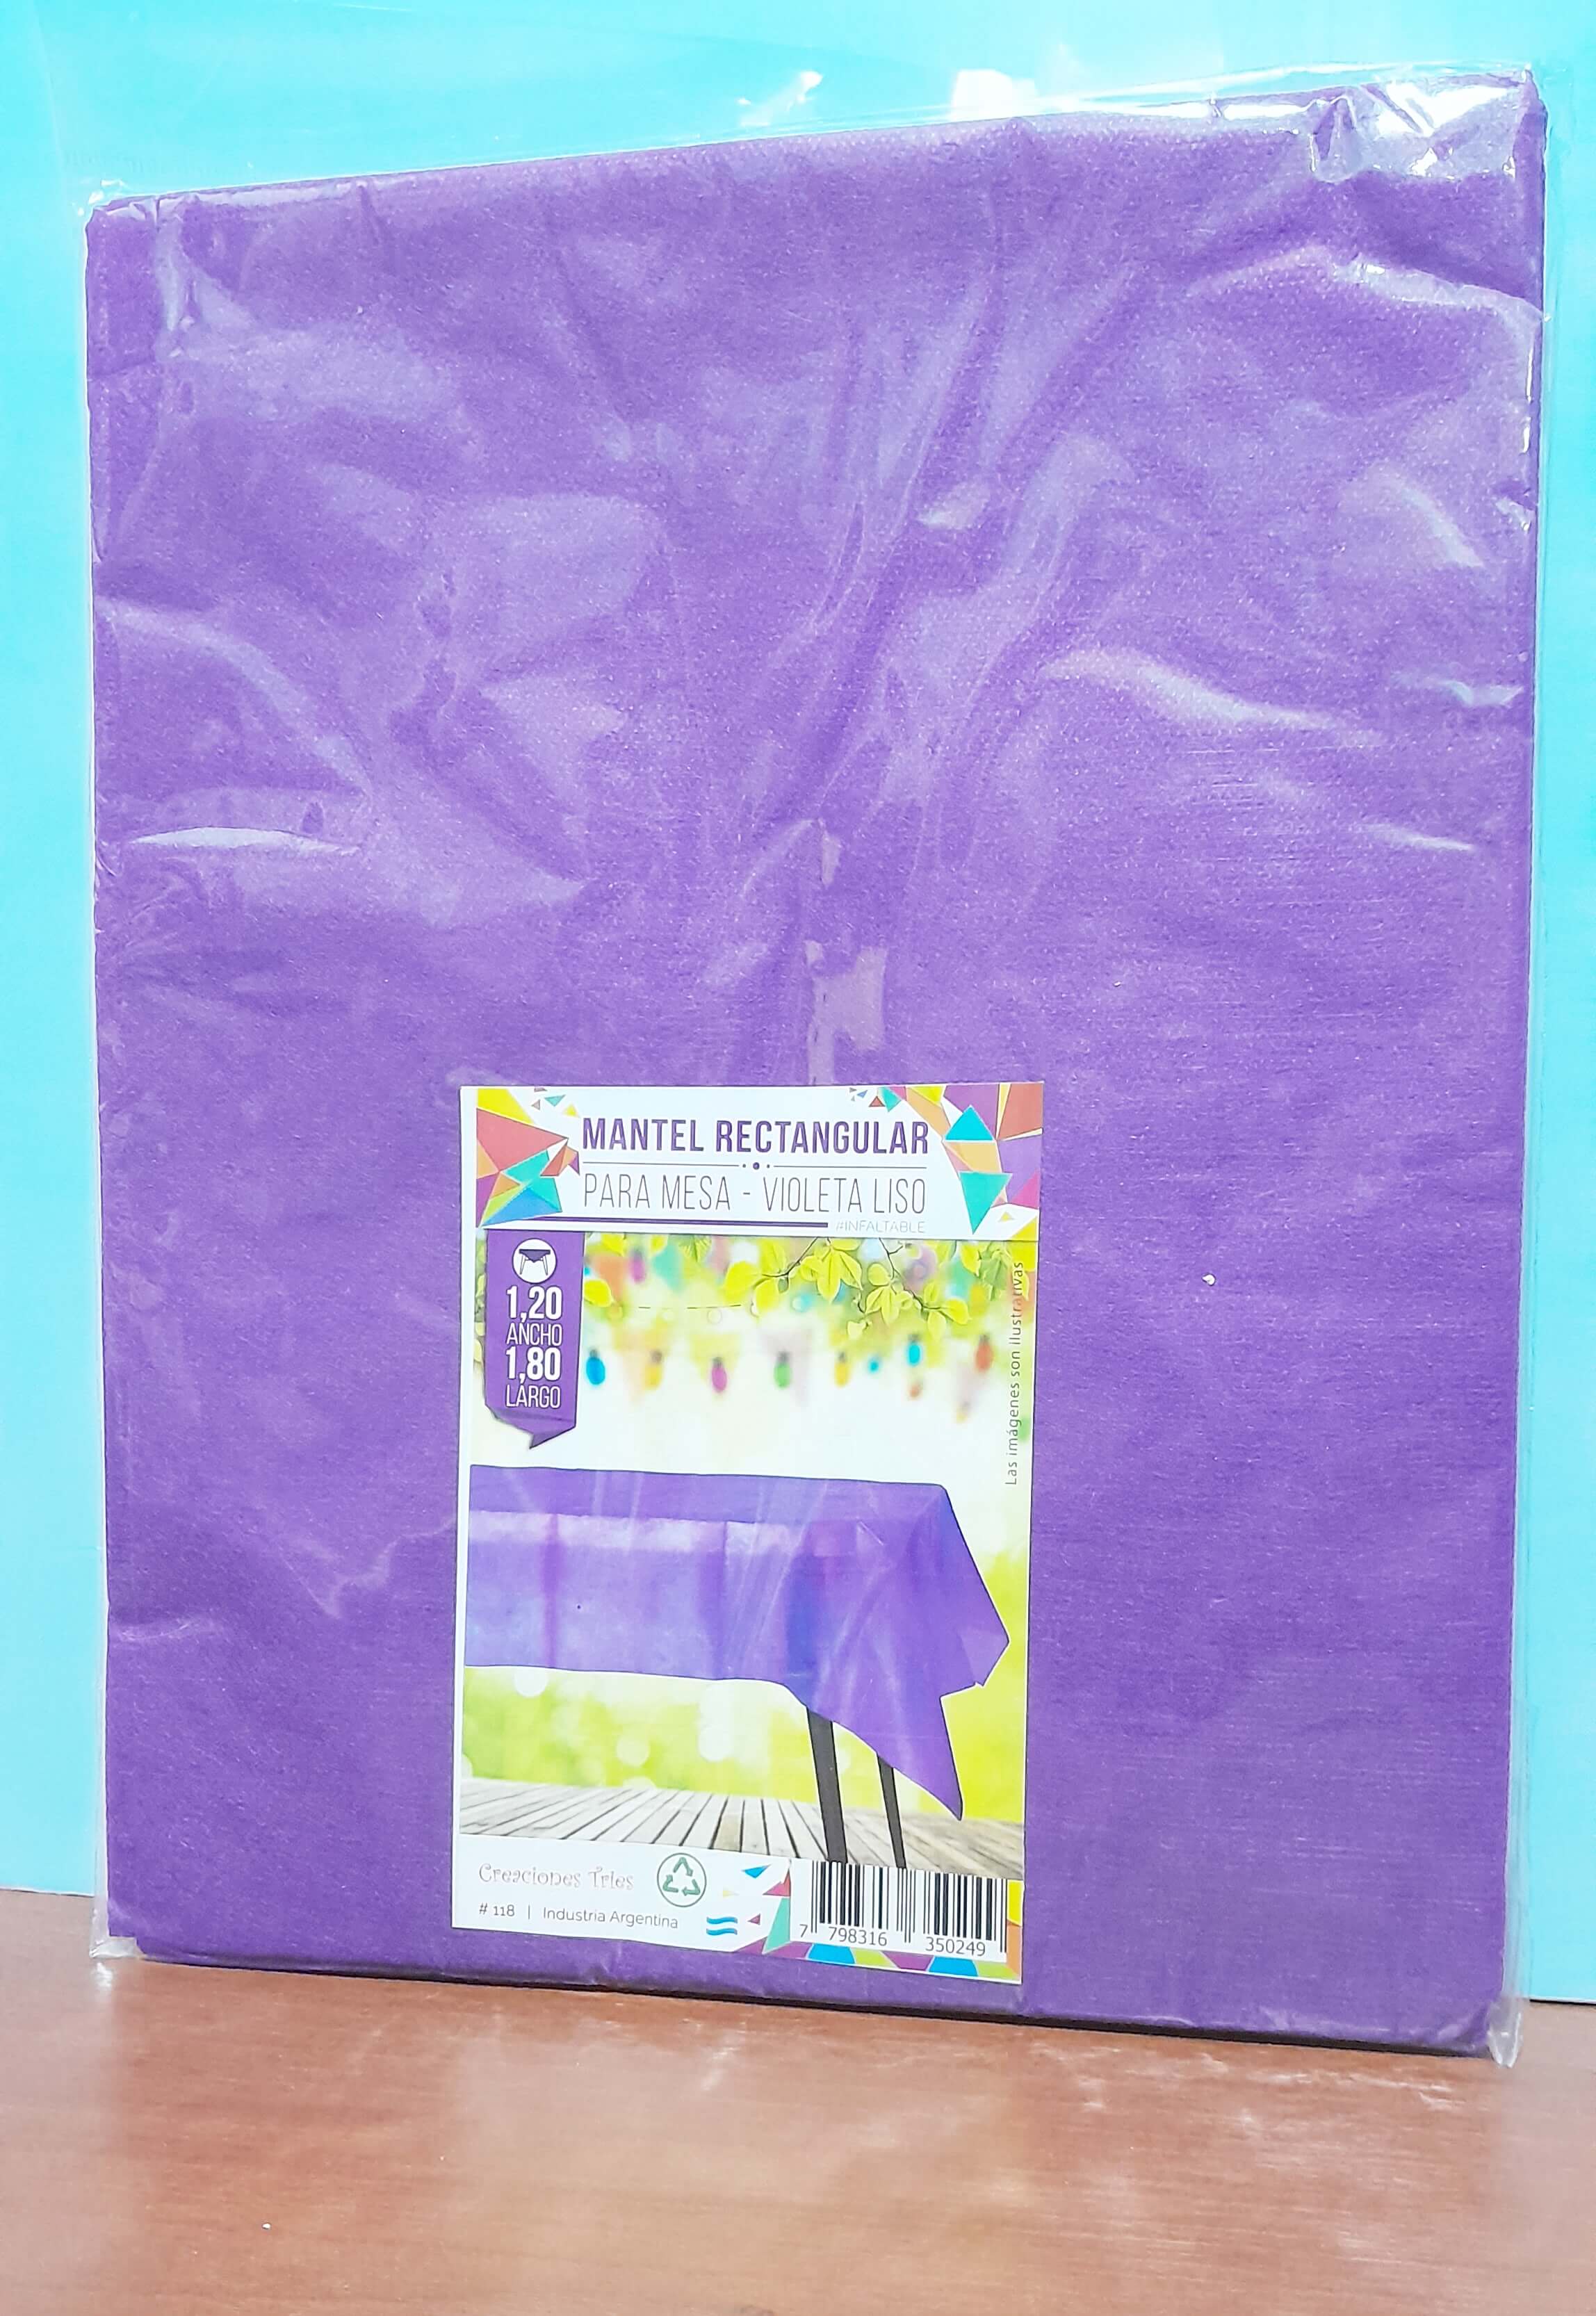 MANTEL RECTANGULAR
PARA MESA - VIOLETA LISO
#INFALTABLE
1,20
ANCHO
1,80
LARGO
Las imágenes son ilustrativas
Creaciones Trles
# 118 | Industria Argentina
7 798316 350249